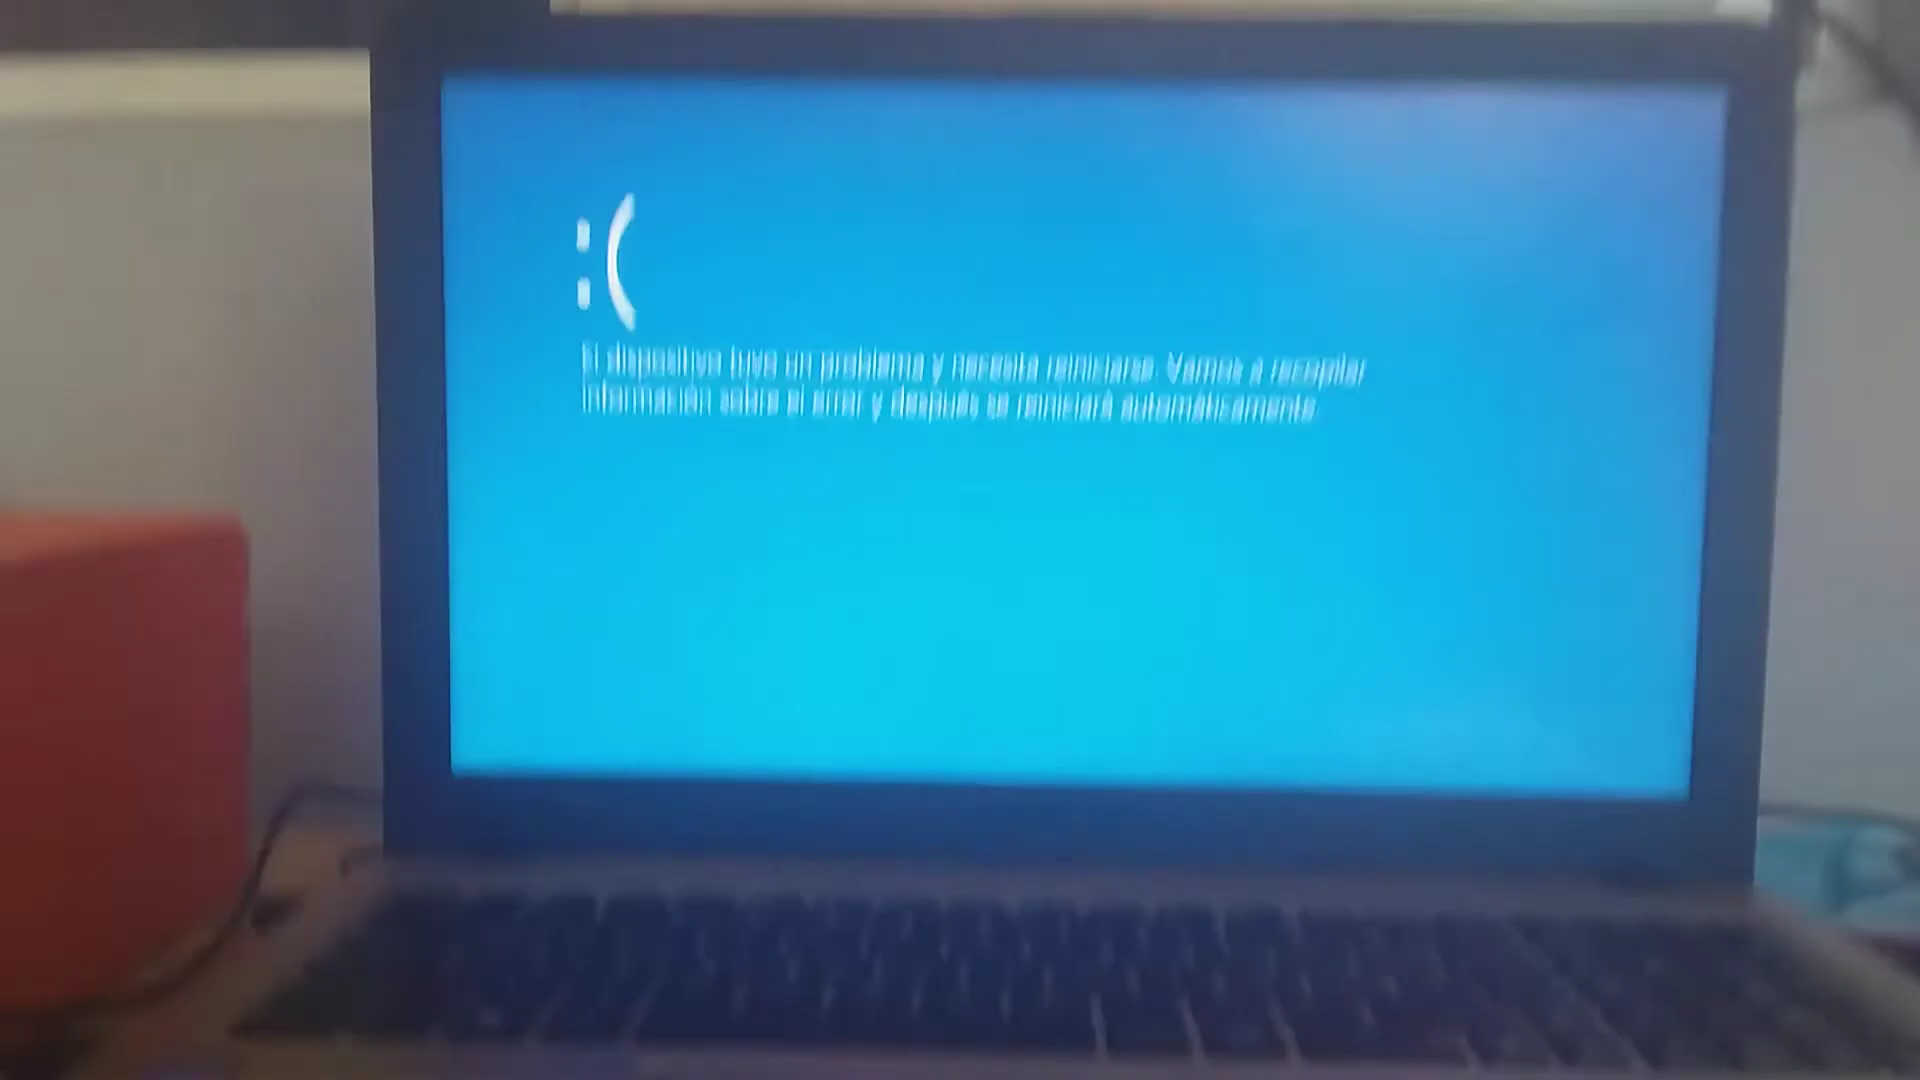 :(
El dispositivo tuvo un problema y necesita reiniciarse. Vamos a recopilar
información sobre el error y después se reiniciará automáticamente.